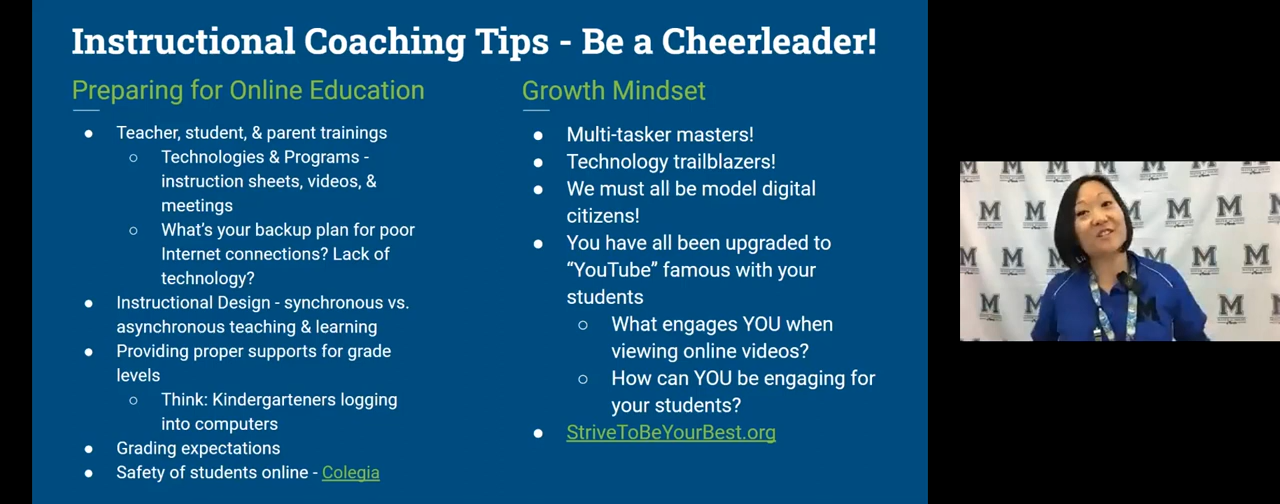 Instructional Coaching Tips - Be a Cheerleader!
Preparing for Online Education
● Teacher, student, & parent trainings
○ Technologies & Programs -
instruction sheets, videos, &
meetings
○ What's your backup plan for poor
Internet connections? Lack of
technology?
● Instructional Design - synchronous vs.
asynchronous teaching & learning
● Providing proper supports for grade
levels
○ Think: Kindergarteners logging
into computers
● Grading expectations
● Safety of students online - Colegia
Growth Mindset
● Multi-tasker masters!
● Technology trailblazers!
● We must all be model digital
citizens!
● You have all been upgraded to
“YouTube” famous with your
students
○ What engages YOU when
viewing online videos?
○ How can YOU be engaging for
your students?
● StriveToBeYourBest.org
M